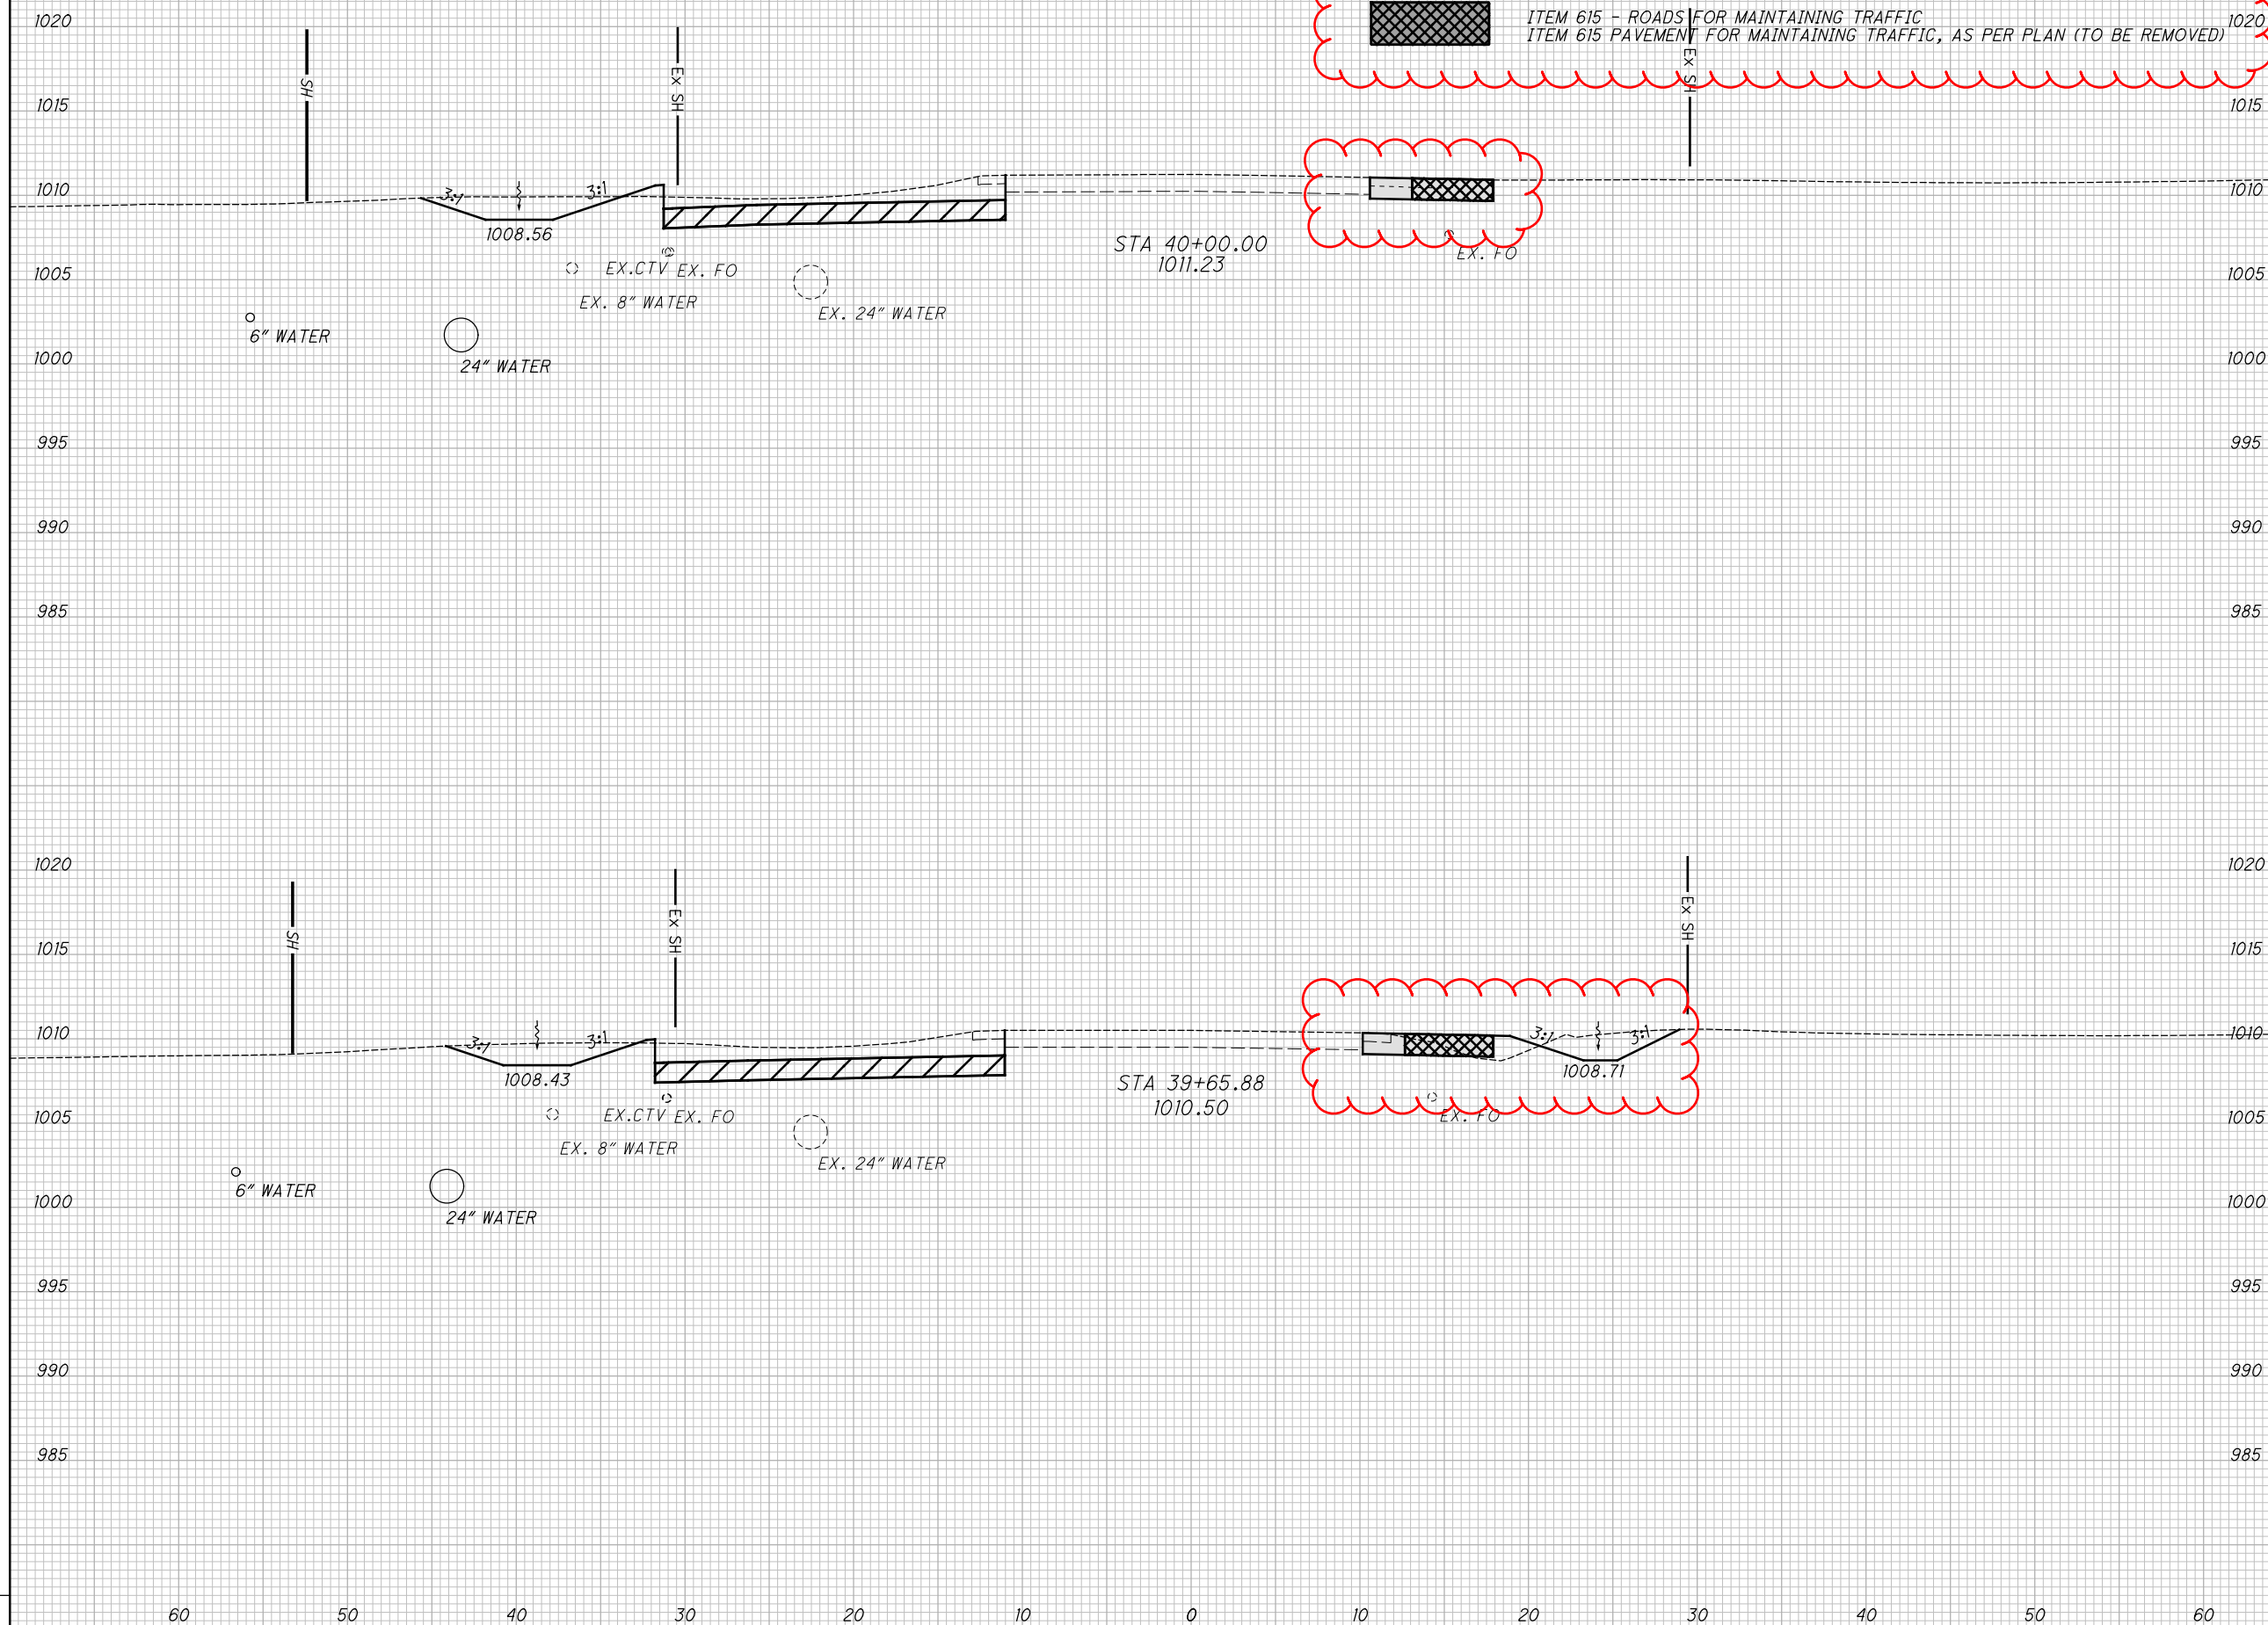 1020
ITEM 615 - ROADS FOR MAINTAINING TRAFFIC
1020
ITEM 615 PAVEMENT FOR MAINTAINING TRAFFIC, AS PER PLAN (TO BE REMOVED)
SH
Ex SH
Ex SH
1015
1015
1010
3:1
3:1
1010
1008.56
STA 40+00.00
1011.23
EX. FO
1005
EX.CTV
EX. FO
1005
EX. 8" WATER
EX. 24" WATER
6" WATER
1000
24" WATER
1000
995
995
990
990
985
985
1020
1020
SH
Ex SH
Ex SH
1015
1015
1010
3:1
3:1
3:1
3:1
1010
1008.43
1008.71
STA 39+65.88
1010.50
1005
EX.CTV
EX. FO
EX. FO
1005
EX. 8" WATER
EX. 24" WATER
6" WATER
1000
24" WATER
1000
995
995
990
990
985
985
60 50 40 30 20 10 0 10 20 30 40 50 60